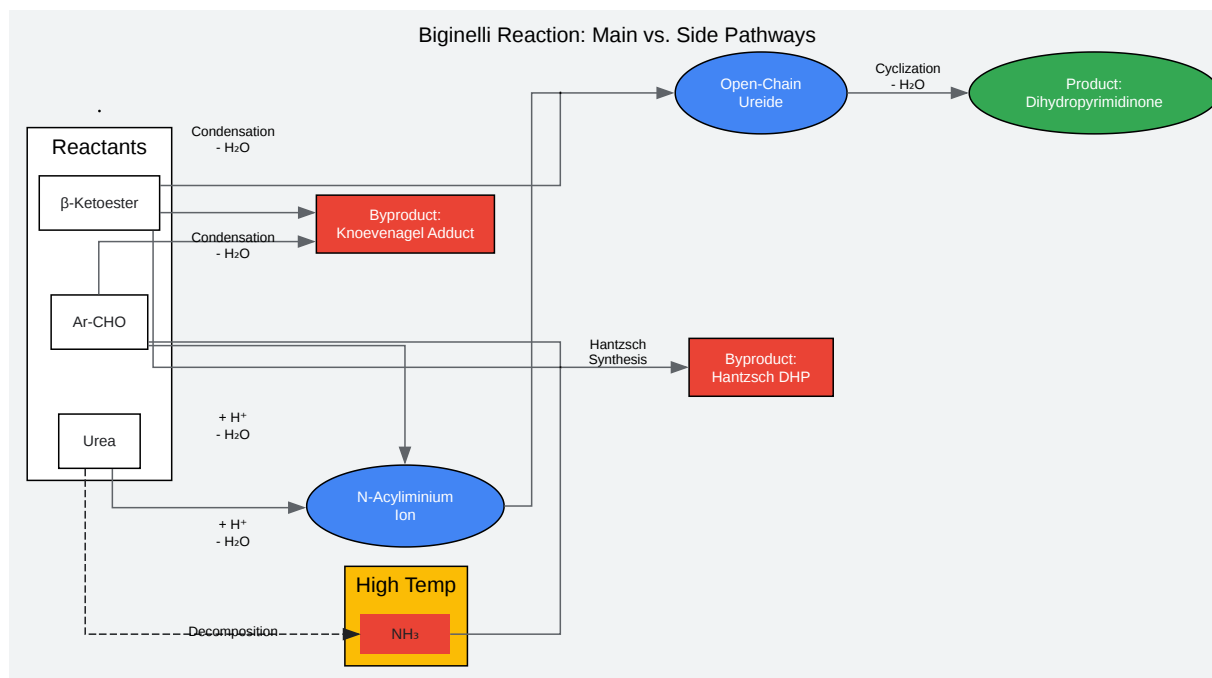 Biginelli Reaction: Main vs. Side Pathways
Open-Chain
Ureide
Cyclization
- H₂O
Product:
Dihydropyrimidinone
Reactants
Condensation
- H₂O
β-Ketoester
Byproduct:
Knoevenagel Adduct
Condensation
- H₂O
Ar-CHO
Hantzsch
Synthesis
Byproduct:
Hantzsch DHP
+ H⁺
- H₂O
Urea
N-Acyliminium
Ion
+ H⁺
- H₂O
High Temp
Decomposition
NH₃